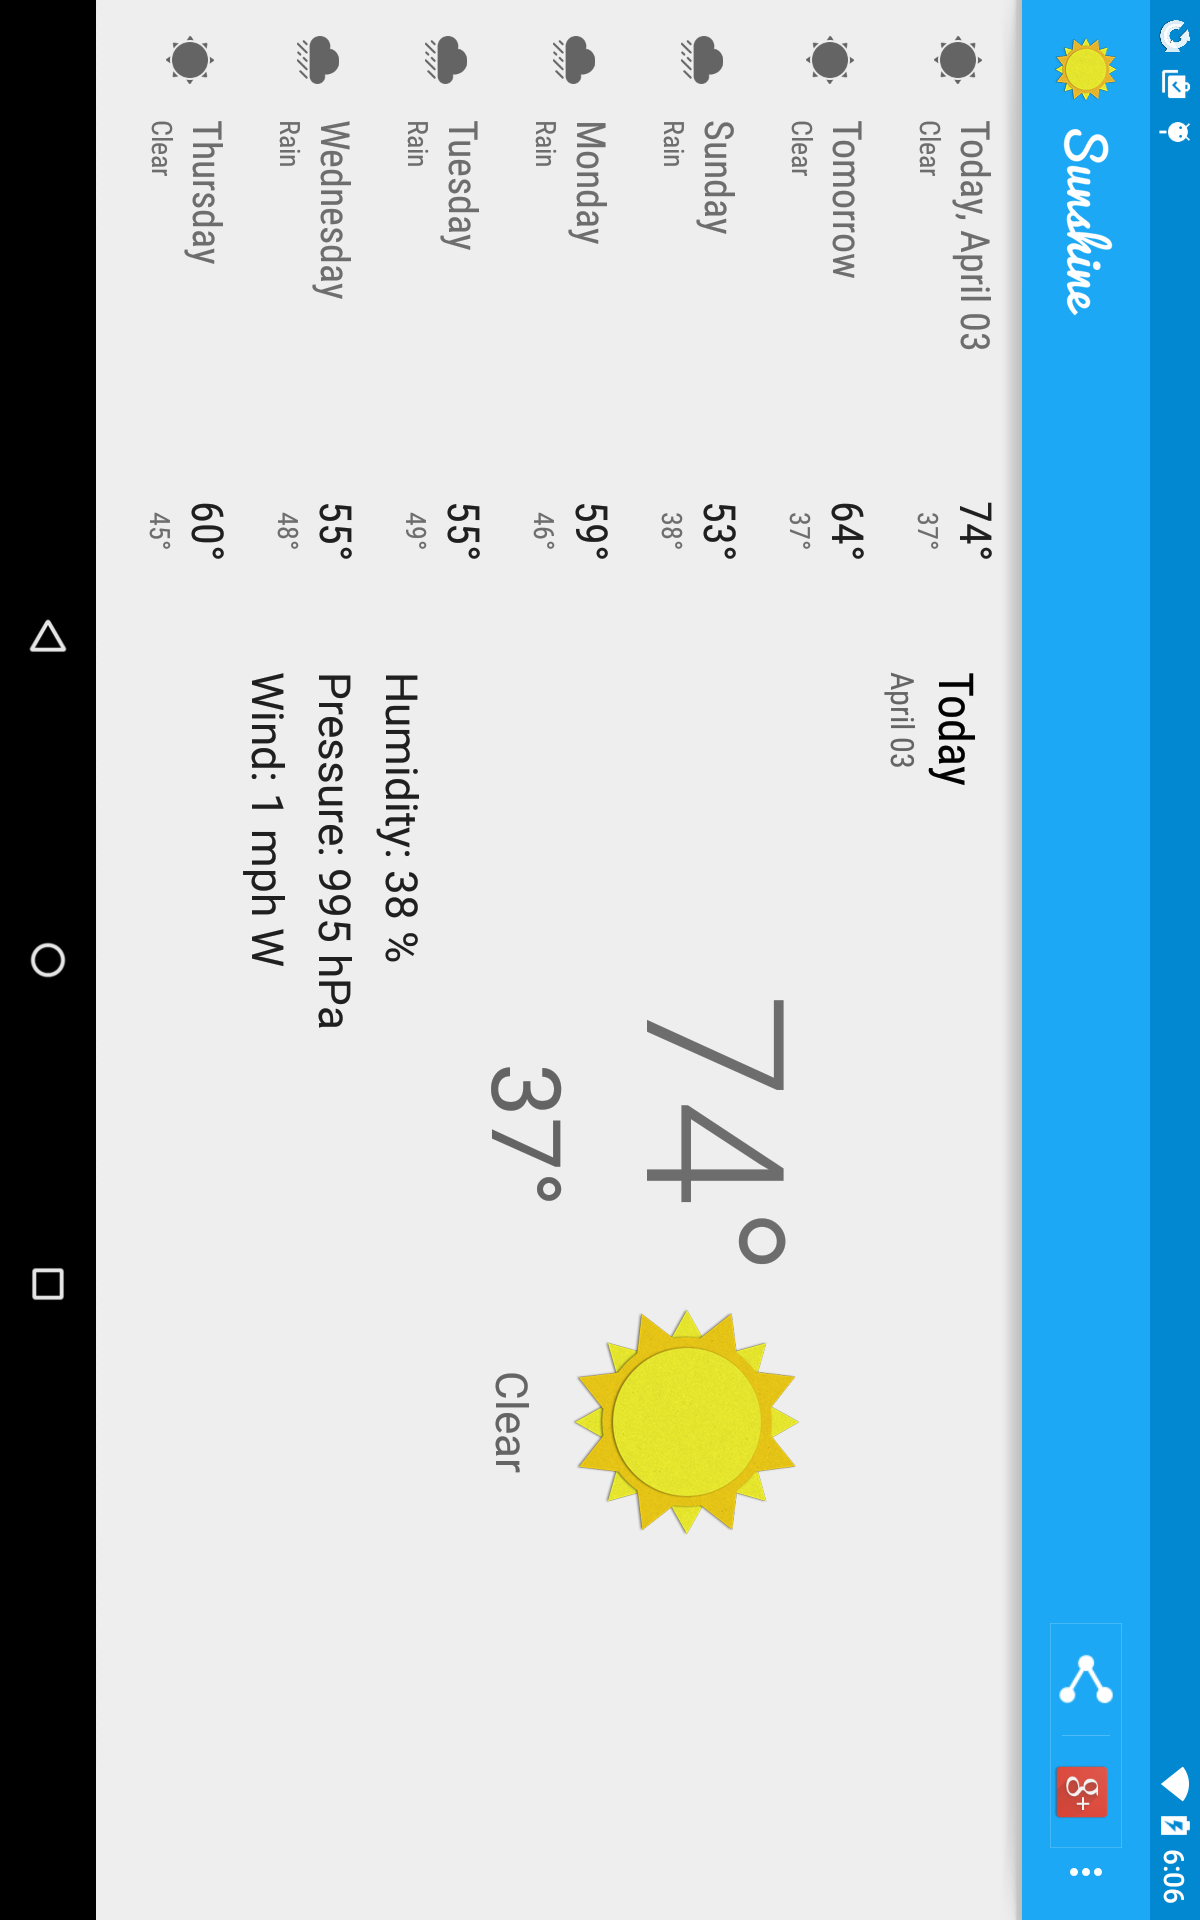 6:06
Sunshine
g+
Today, April 03
Clear
74°
37°
Tomorrow
Clear
64°
37°
Sunday
Rain
53°
38°
Monday
Rain
59°
46°
Tuesday
Rain
55°
49°
Wednesday
Rain
55°
48°
Thursday
Clear
60°
45°
Today
April 03
74°
37°
Clear
Humidity: 38 %
Pressure: 995 hPa
Wind: 1 mph W